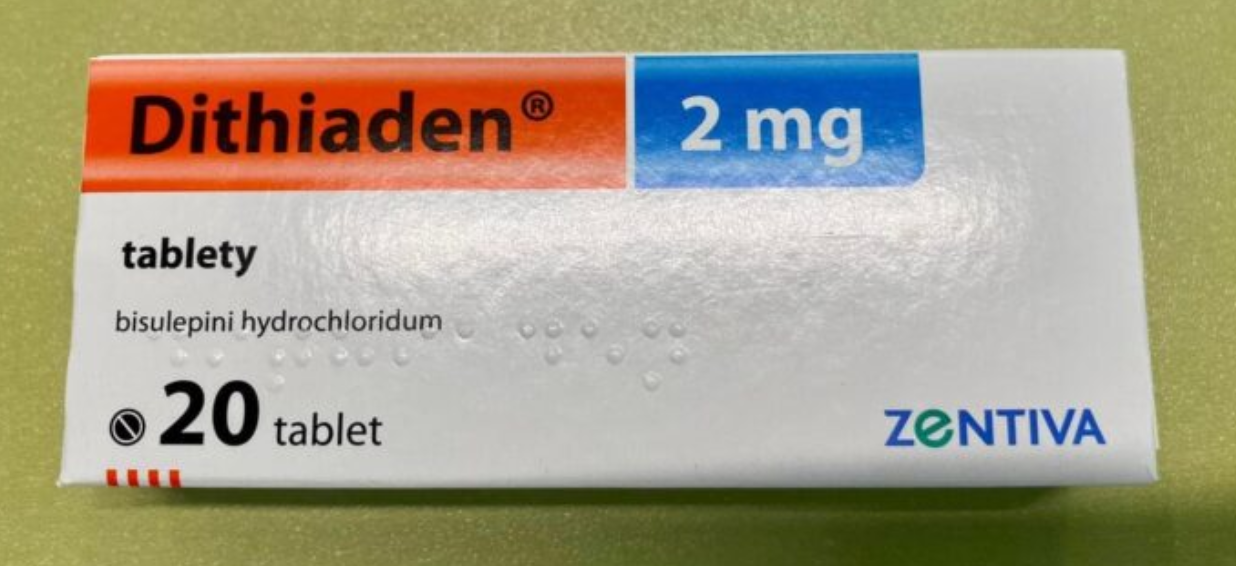 Dithiaden® 2 mg
tablety
bisulepini hydrochloridum
20 tablet
ZENTIVA